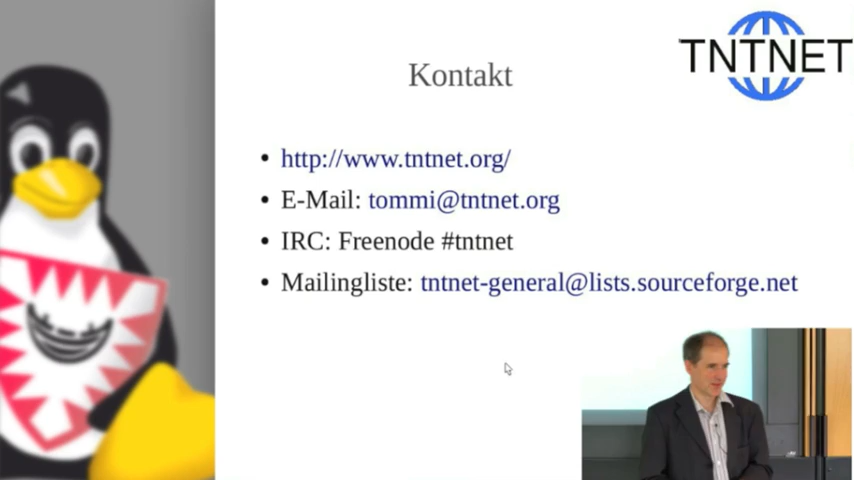 TNTNET
Kontakt
• http://www.tntnet.org/
• E-Mail: tommi@tntnet.org
• IRC: Freenode #tntnet
• Mailingliste: tntnet-general@lists.sourceforge.net